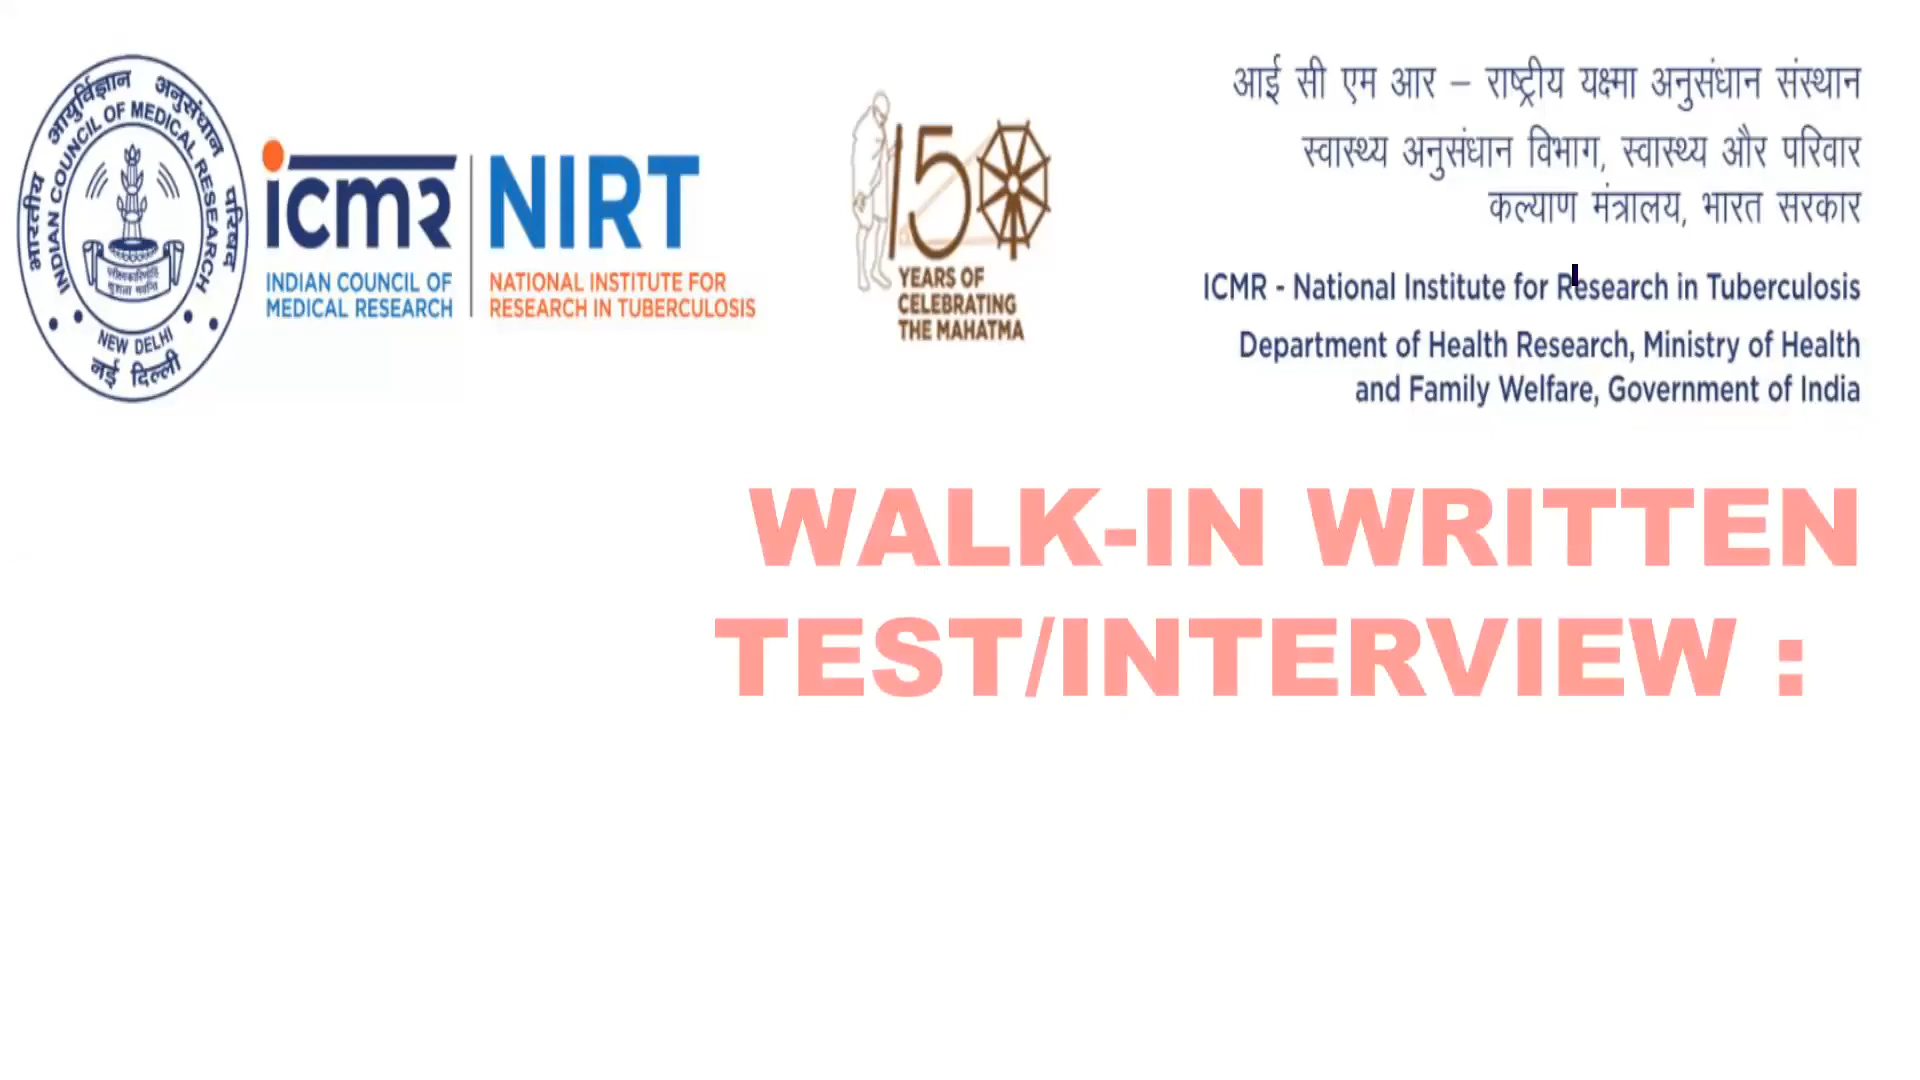 भारतीय आयुर्विज्ञान अनुसंधान परिषद
INDIAN COUNCIL OF MEDICAL RESEARCH
NEW DELHI
नई दिल्ली
icmr
INDIAN COUNCIL OF
MEDICAL RESEARCH
NIRT
NATIONAL INSTITUTE FOR
RESEARCH IN TUBERCULOSIS
150
YEARS OF
CELEBRATING
THE MAHATMA
आई सी एम आर – राष्ट्रीय यक्ष्मा अनुसंधान संस्थान
स्वास्थ्य अनुसंधान विभाग, स्वास्थ्य और परिवार
कल्याण मंत्रालय, भारत सरकार
ICMR - National Institute for Research in Tuberculosis
Department of Health Research, Ministry of Health
and Family Welfare, Government of India
WALK-IN WRITTEN
TEST/INTERVIEW :